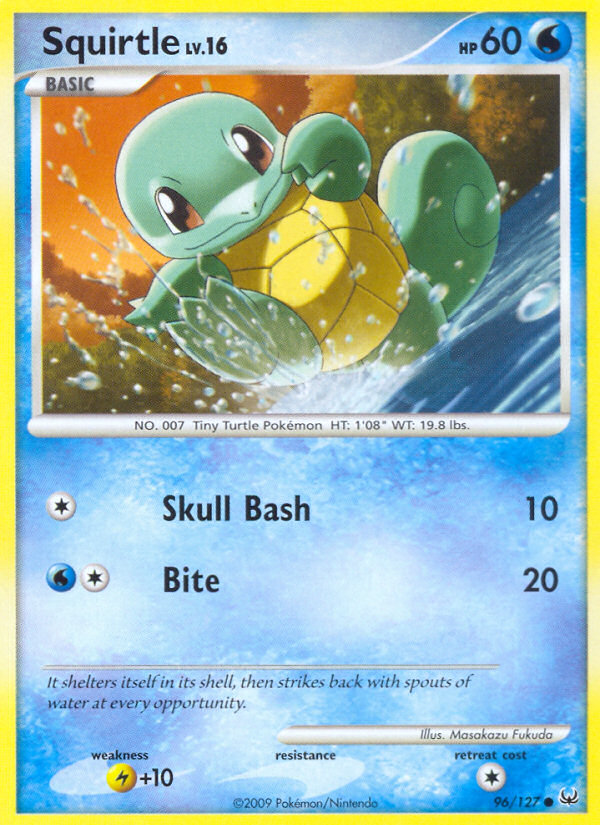 Squirtle LV.16 HP 60
BASIC
NO. 007 Tiny Turtle Pokémon HT: 1'08" WT: 19.8 lbs.
Skull Bash 10
Bite 20
It shelters itself in its shell, then strikes back with spouts of
water at every opportunity.
Illus. Masakazu Fukuda
weakness resistance retreat cost
+10
©2009 Pokémon/Nintendo 96/127